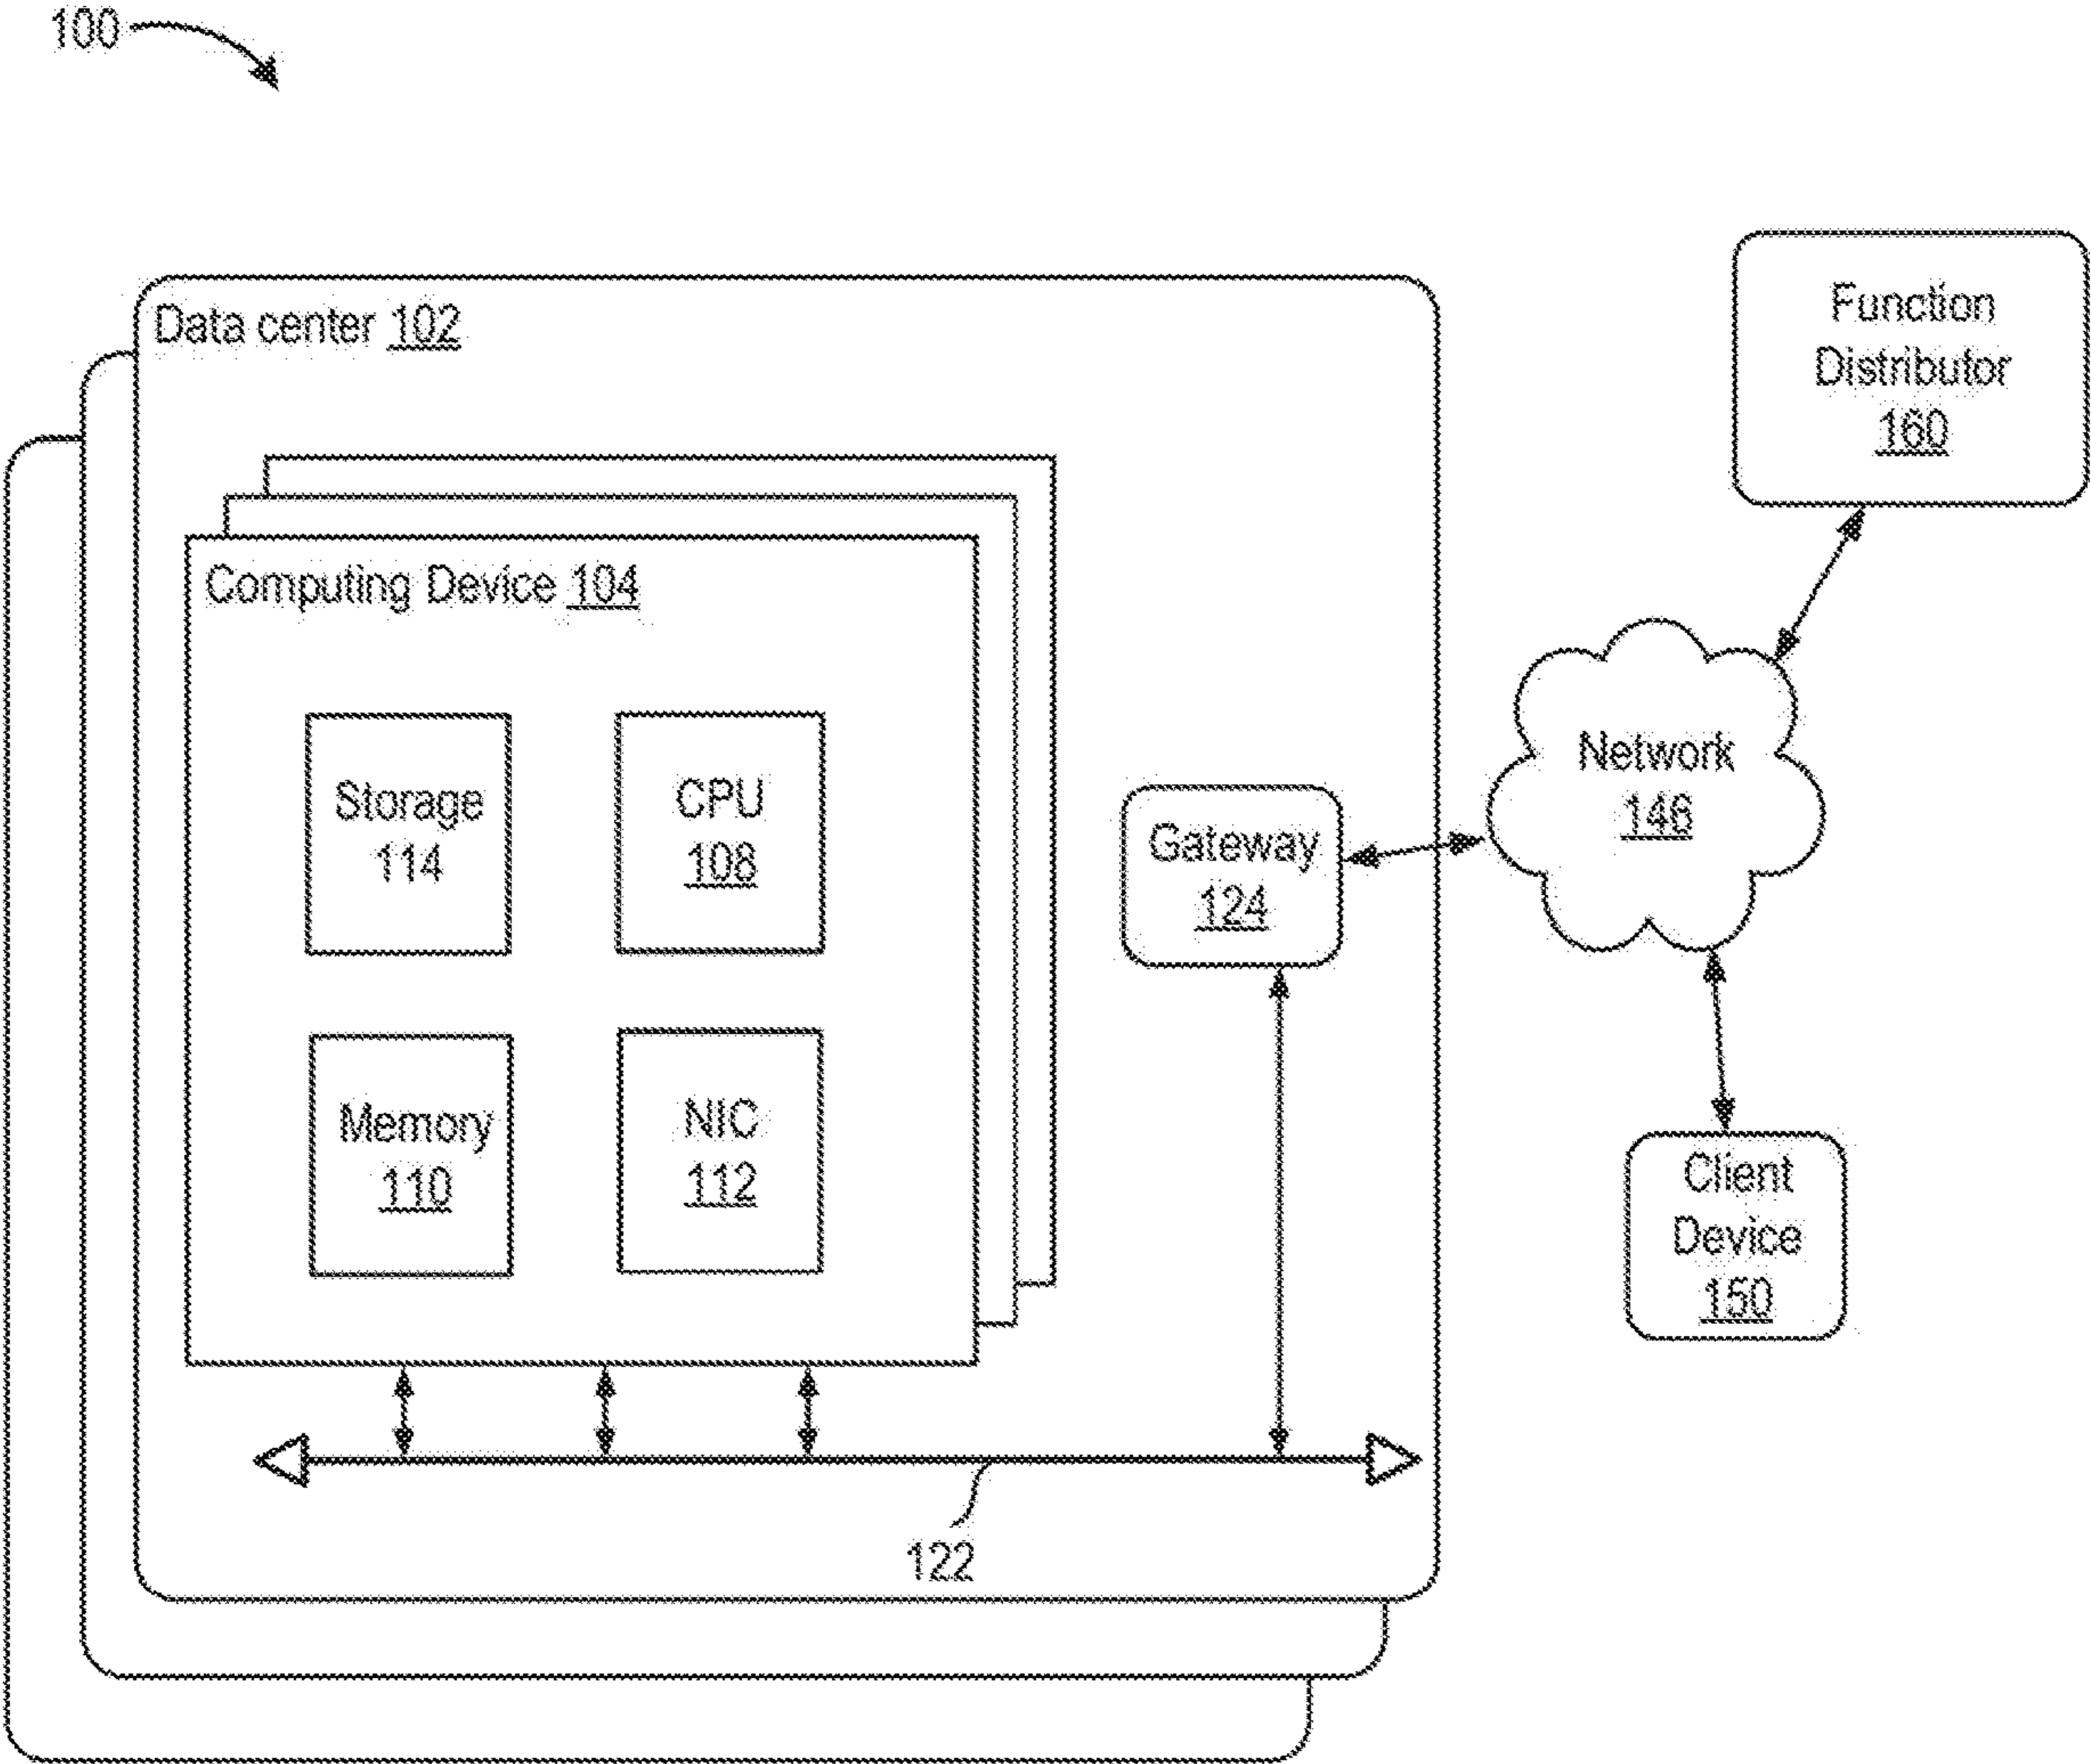 100
Data center 102
Computing Device 104
Storage
114
CPU
108
Memory
110
NIC
112
Gateway
124
122
Network
146
Function
Distributor
160
Client
Device
150